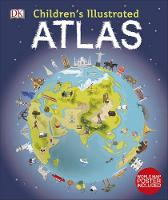 DK
Children's Illustrated
ATLAS
WORLD MAP
POSTER
INCLUDED